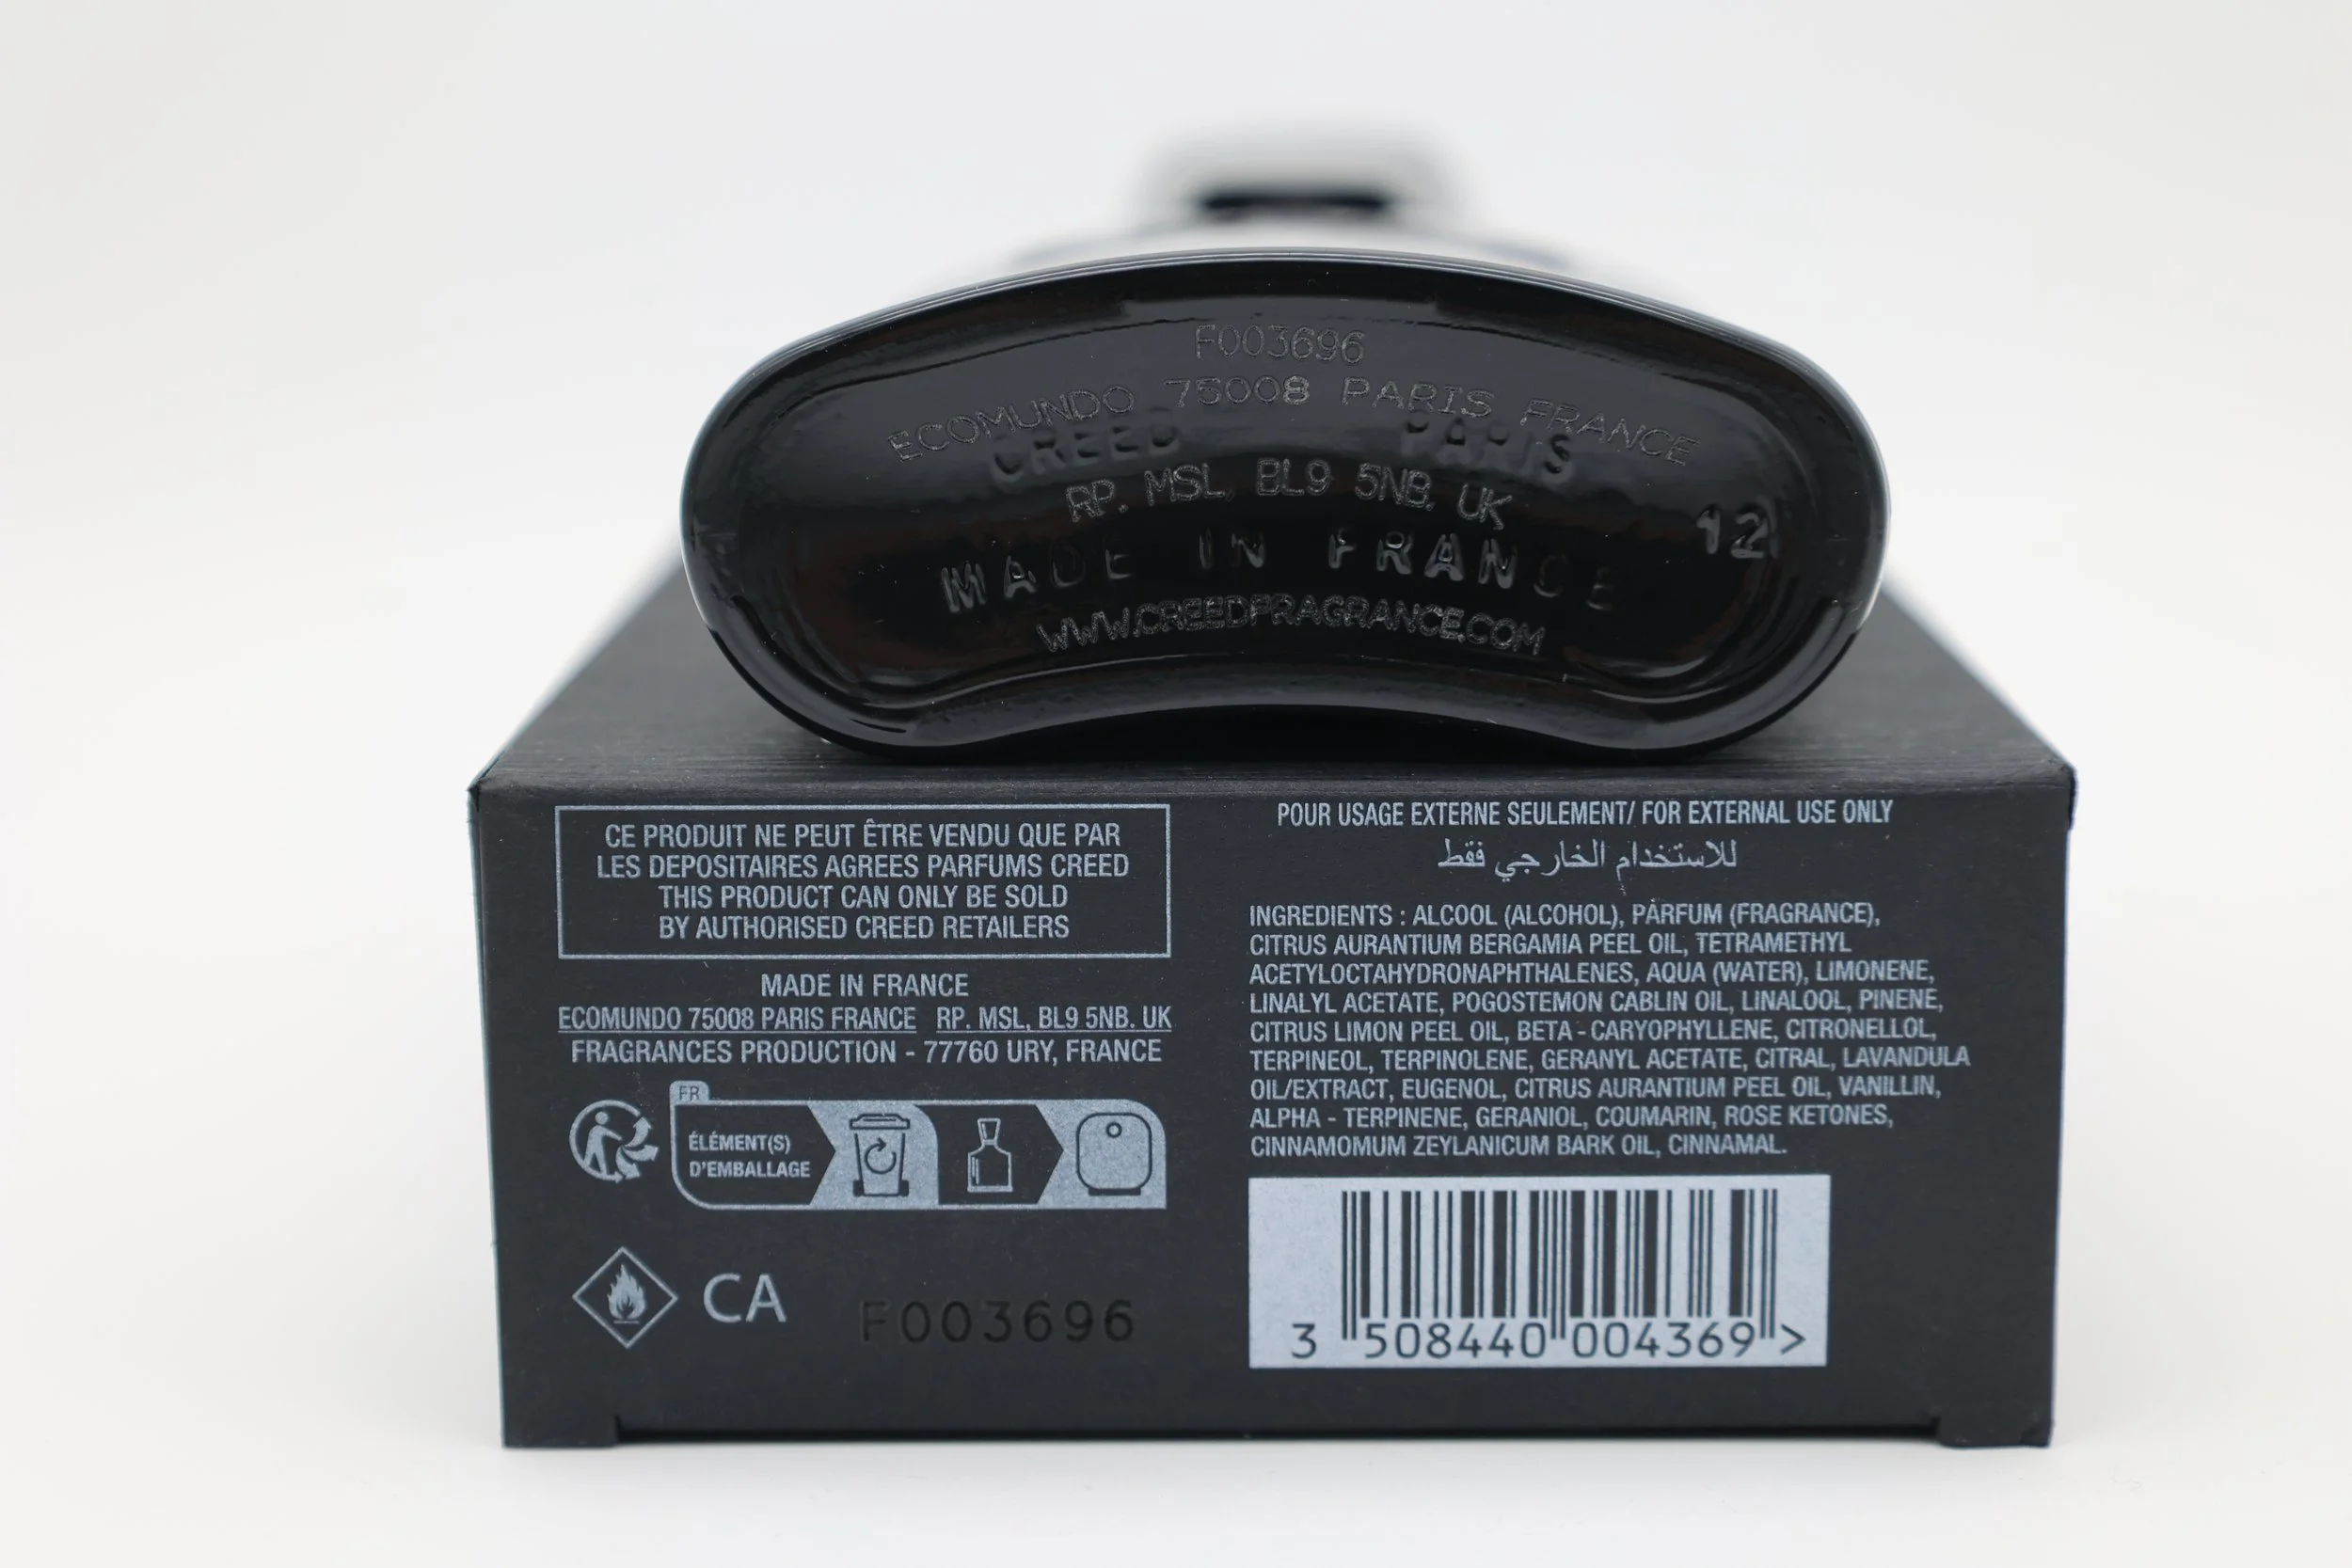 F003696
ECOMUNDO 75008 PARIS FRANCE
CREED PARIS
RP. MSL, BL9 5NB. UK
12
MADE IN FRANCE
WWW.CREEDFRAGRANCE.COM
CE PRODUIT NE PEUT ÊTRE VENDU QUE PAR
LES DEPOSITAIRES AGREES PARFUMS CREED
THIS PRODUCT CAN ONLY BE SOLD
BY AUTHORISED CREED RETAILERS
MADE IN FRANCE
ECOMUNDO 75008 PARIS FRANCE RP. MSL, BL9 5NB. UK
FRAGRANCES PRODUCTION - 77760 URY, FRANCE
FR
ÉLÉMENT(S)
D'EMBALLAGE
CA
F003696
POUR USAGE EXTERNE SEULEMENT/ FOR EXTERNAL USE ONLY
للاستخدام الخارجي فقط
INGREDIENTS : ALCOOL (ALCOHOL), PARFUM (FRAGRANCE),
CITRUS AURANTIUM BERGAMIA PEEL OIL, TETRAMETHYL
ACETYLOCTAHYDRONAPHTHALENES, AQUA (WATER), LIMONENE,
LINALYL ACETATE, POGOSTEMON CABLIN OIL, LINALOOL, PINENE,
CITRUS LIMON PEEL OIL, BETA - CARYOPHYLLENE, CITRONELLOL,
TERPINEOL, TERPINOLENE, GERANYL ACETATE, CITRAL, LAVANDULA
OIL/EXTRACT, EUGENOL, CITRUS AURANTIUM PEEL OIL, VANILLIN,
ALPHA - TERPINENE, GERANIOL, COUMARIN, ROSE KETONES,
CINNAMOMUM ZEYLANICUM BARK OIL, CINNAMAL.
3 508440 004369 >